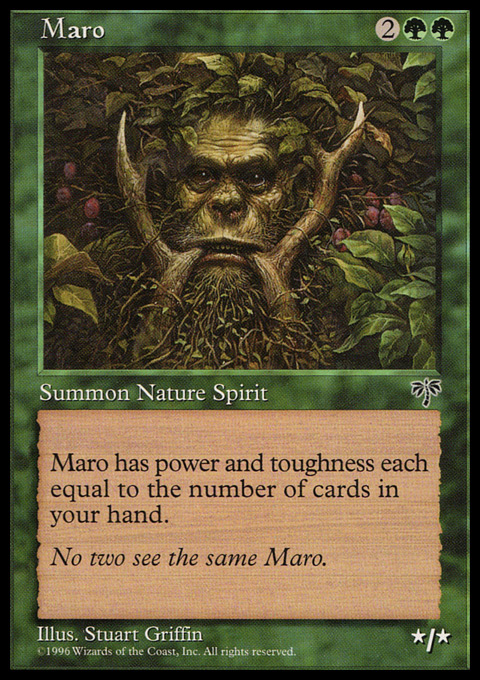 Maro 2
Summon Nature Spirit
Maro has power and toughness each
equal to the number of cards in
your hand.
No two see the same Maro.
Illus. Stuart Griffin
©1996 Wizards of the Coast, Inc. All rights reserved.
★/★